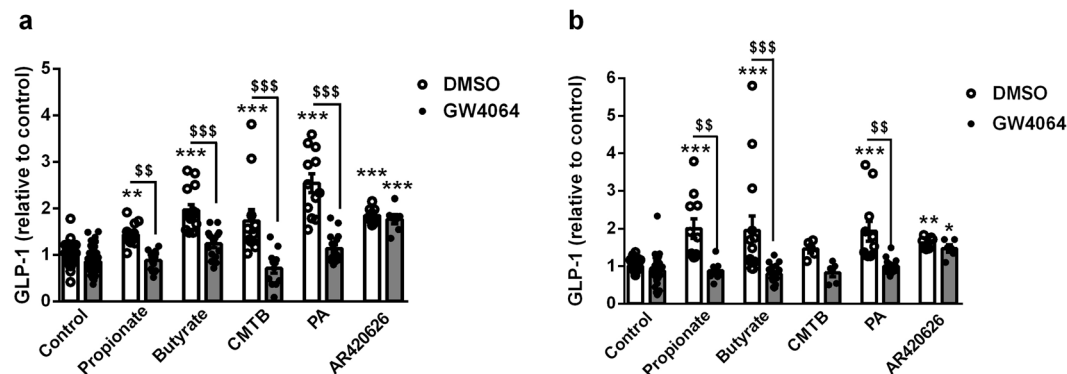 a
GLP-1 (relative to control)
5
4
3
2
1
0
DMSO
GW4064
**
$$
***
$$$
***
$$$
***
$$$
***
***
Control
Propionate
Butyrate
CMTB
PA
AR420626
b
GLP-1 (relative to control)
6
5
4
3
2
1
0
DMSO
GW4064
***
$$
***
$$$
***
$$
**
*
Control
Propionate
Butyrate
CMTB
PA
AR420626